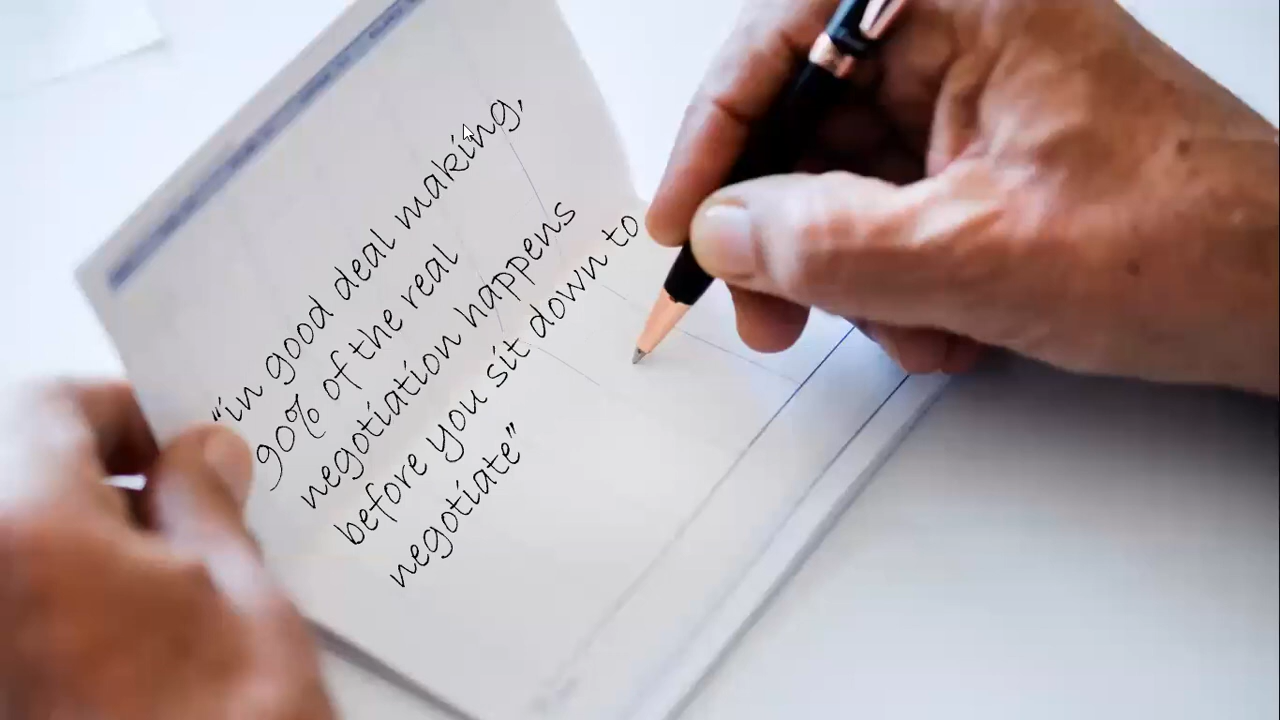 "in good deal making,
90% of the real
negotiation happens
before you sit down to
negotiate"